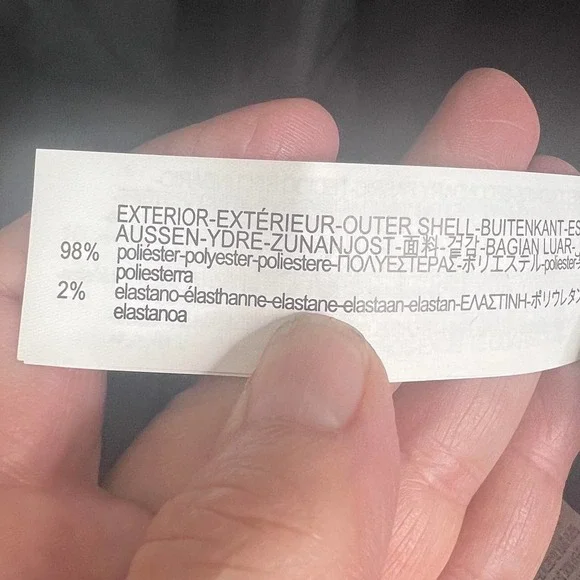 EXTERIOR-EXTÉRIEUR-OUTER SHELL-BUITENKANT-ES
AUSSEN-YDRE-ZUNANJOST-面料-겉감-BAGIAN LUAR-
98% poliéster-polyester-poliestere-ΠΟΛΥΕΣΤΕΡΑΣ-ポリエステル-poliester-
poliesterra
2% elastano-élasthanne-elastane-elastaan-elastan-ΕΛΑΣΤΙΝΗ-ポリウレタン
elastanoa